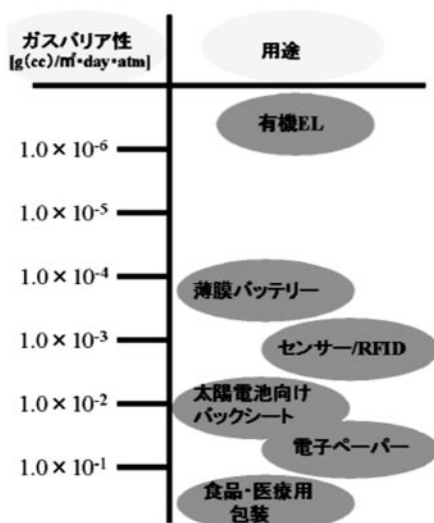 ガスバリア性
[g(cc)/㎡・day・atm]
用途
有機EL
1.0×10⁻⁶
1.0×10⁻⁵
1.0×10⁻⁴
薄膜バッテリー
1.0×10⁻³
センサー/RFID
太陽電池向け
バックシート
1.0×10⁻²
電子ペーパー
1.0×10⁻¹
食品・医療用
包装